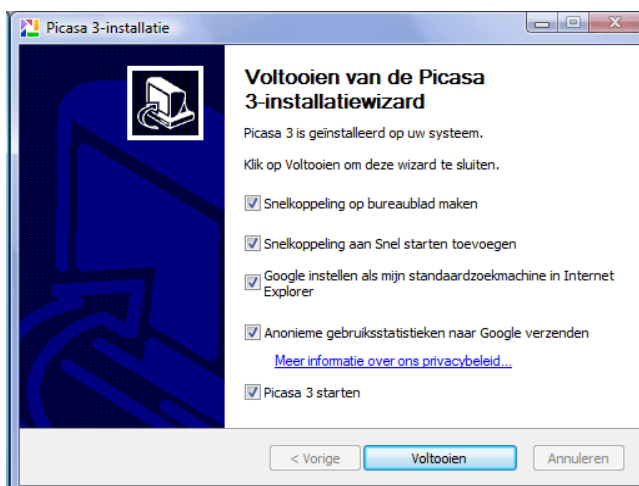 Picasa 3-installatie
Voltooien van de Picasa
3-installatiewizard
Picasa 3 is geïnstalleerd op uw systeem.
Klik op Voltooien om deze wizard te sluiten.
Snelkoppeling op bureaublad maken
Snelkoppeling aan Snel starten toevoegen
Google instellen als mijn standaardzoekmachine in Internet
Explorer
Anonieme gebruiksstatistieken naar Google verzenden
Meer informatie over ons privacybeleid...
Picasa 3 starten
< Vorige
Voltooien
Annuleren